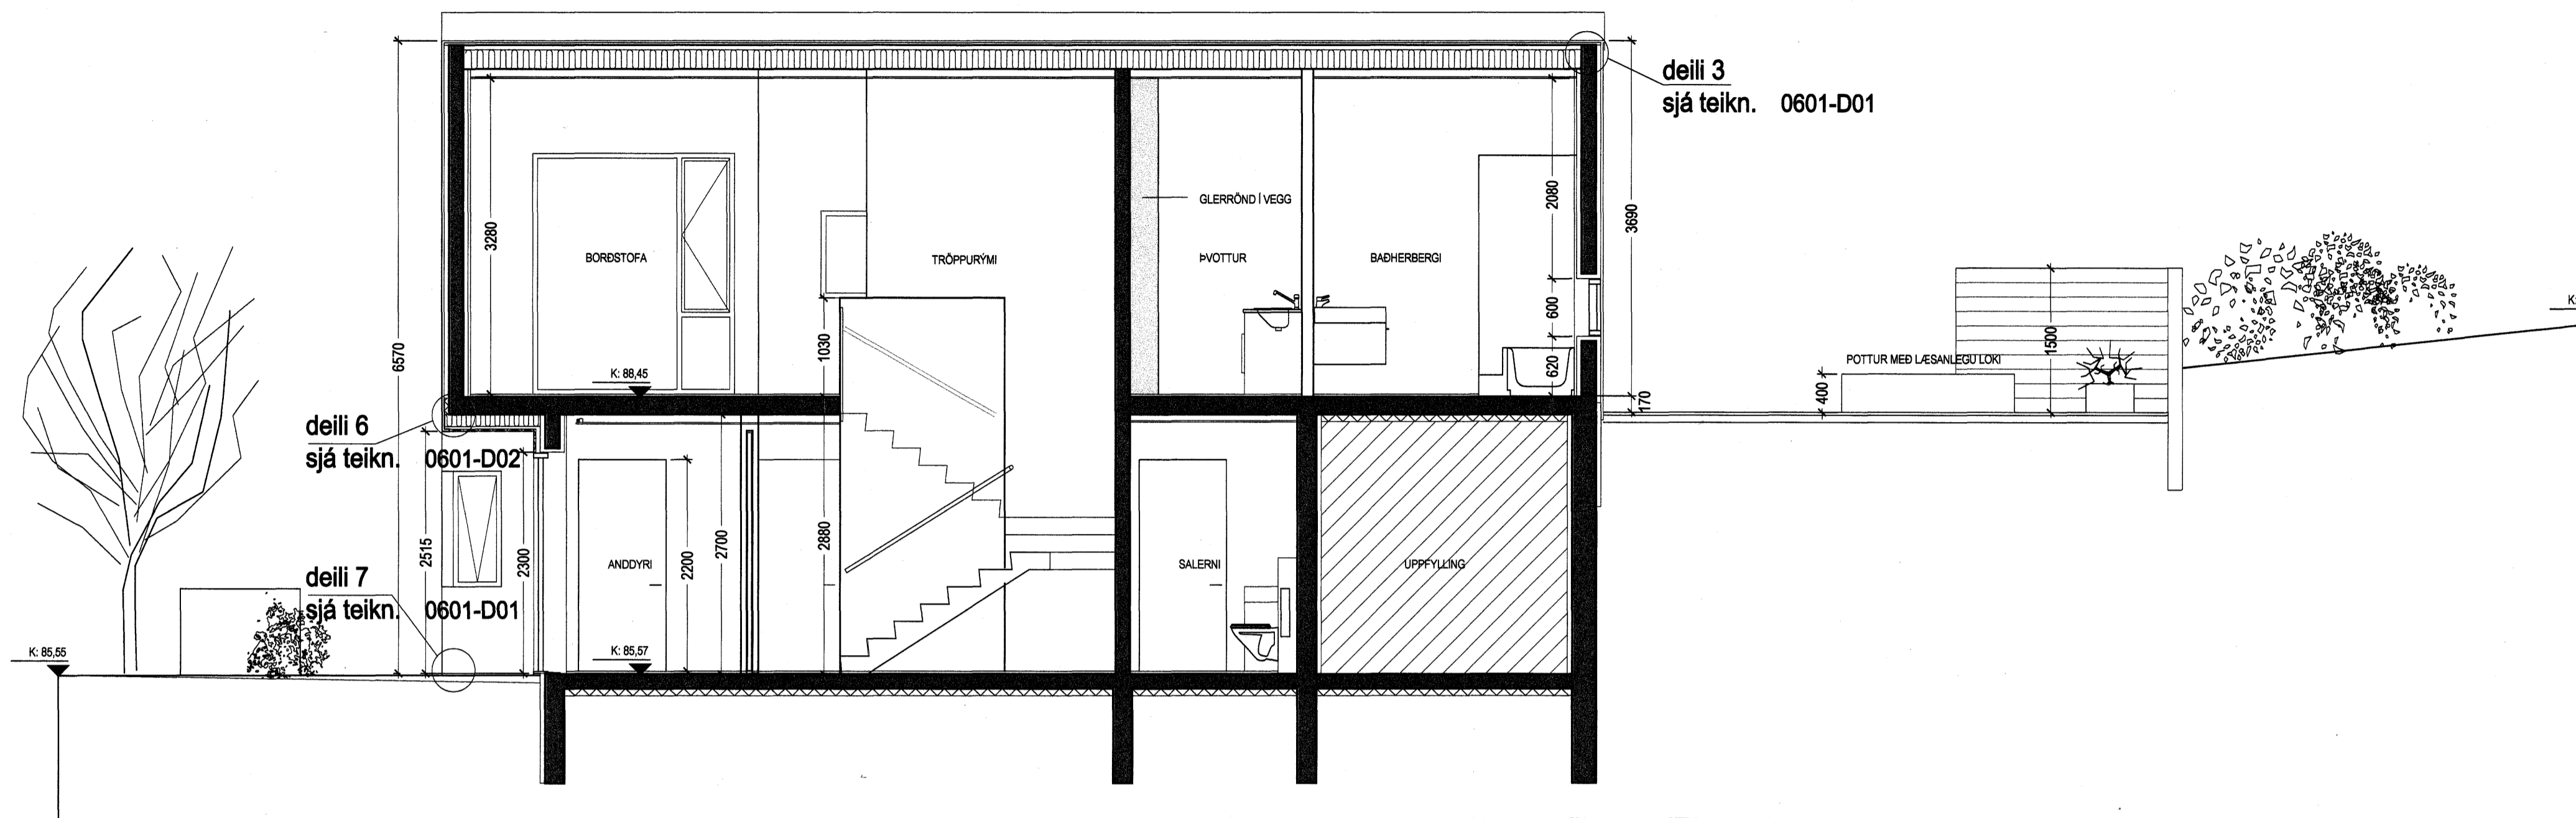 deili 3
sjá teikn. 0601-D01
6570
3280
BORÐSTOFA
TRÖPPURÝMI
GLERRÖND Í VEGG
ÞVOTTUR
BAÐHERBERGI
2080
600
620
3690
170
K: 88,45
1030
POTTUR MEÐ LÆSANLEGU LOKI
400
1500
K:
deili 6
sjá teikn. 0601-D02
2515
2300
ANDDYRI
2200
2700
2880
SALERNI
UPPFYLLING
deili 7
sjá teikn. 0601-D01
K: 85,55
K: 85,57